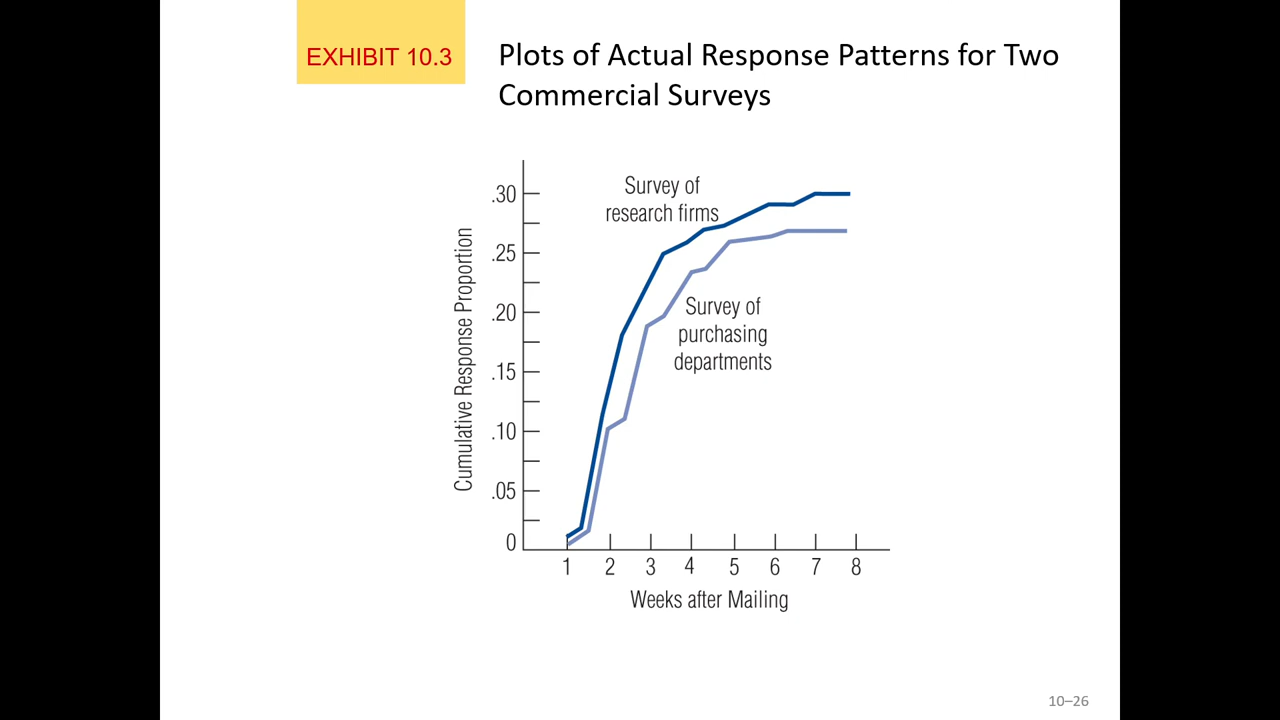 EXHIBIT 10.3
Plots of Actual Response Patterns for Two
Commercial Surveys
Cumulative Response Proportion
.30
.25
.20
.15
.10
.05
0
Survey of
research firms
Survey of
purchasing
departments
1 2 3 4 5 6 7 8
Weeks after Mailing
10–26